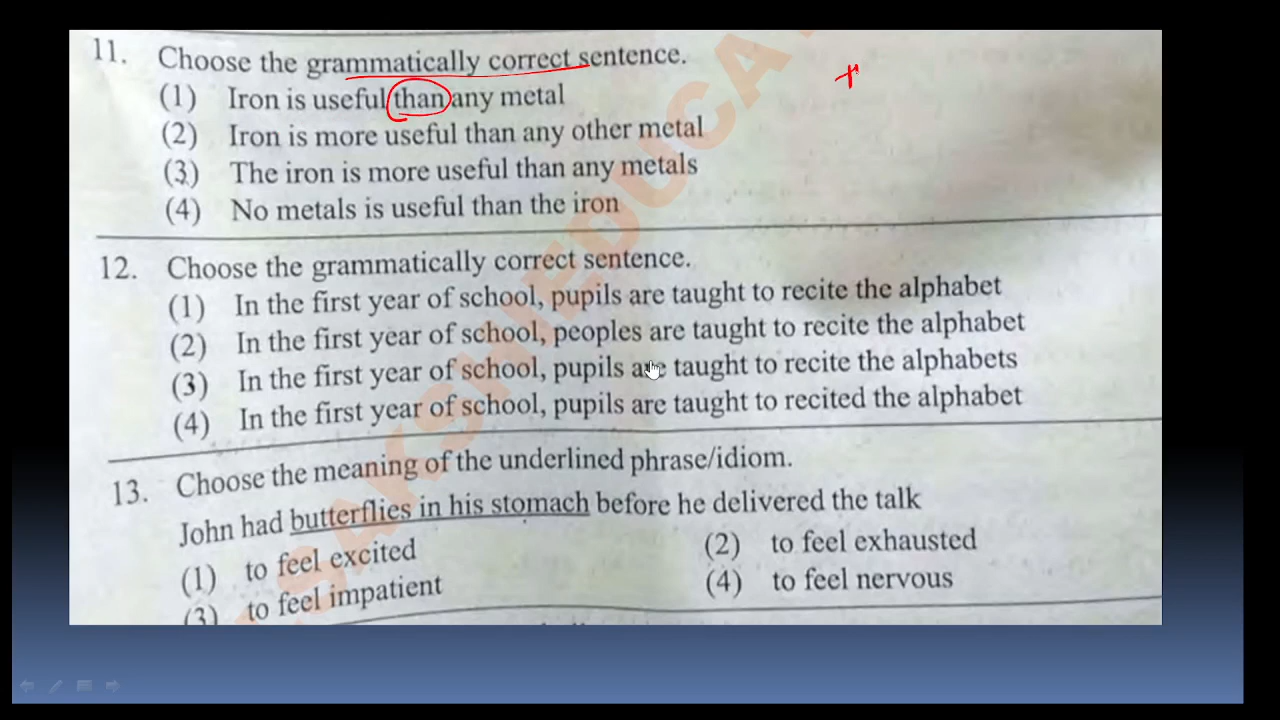 11. Choose the grammatically correct sentence.
(1) Iron is useful than any metal
(2) Iron is more useful than any other metal
(3) The iron is more useful than any metals
(4) No metals is useful than the iron
12. Choose the grammatically correct sentence.
(1) In the first year of school, pupils are taught to recite the alphabet
(2) In the first year of school, peoples are taught to recite the alphabet
(3) In the first year of school, pupils are taught to recite the alphabets
(4) In the first year of school, pupils are taught to recited the alphabet
13. Choose the meaning of the underlined phrase/idiom.
John had butterflies in his stomach before he delivered the talk
(1) to feel excited (2) to feel exhausted
(3) to feel impatient (4) to feel nervous